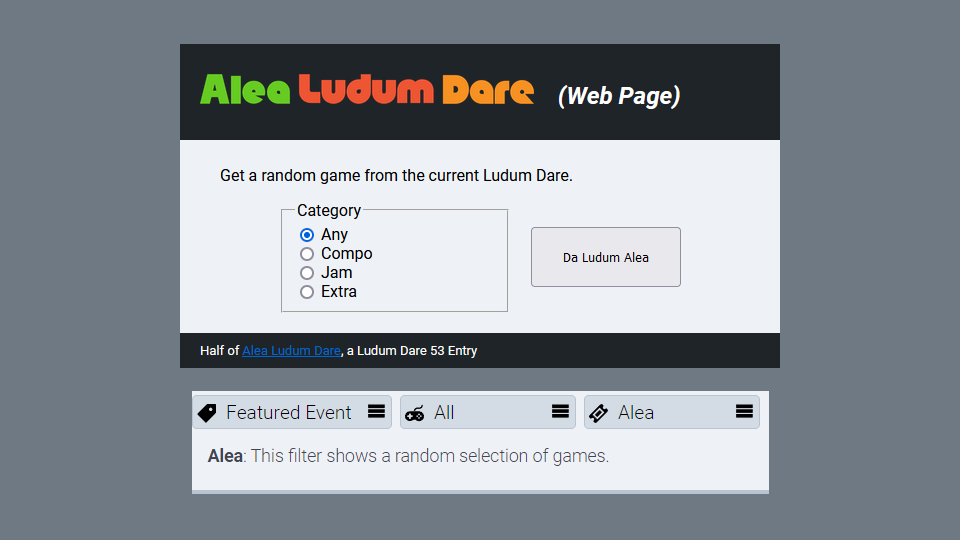 Alea Ludum Dare (Web Page)
Get a random game from the current Ludum Dare.
Category
Any
Compo
Jam
Extra
Da Ludum Alea
Half of Alea Ludum Dare, a Ludum Dare 53 Entry
Featured Event All Alea
Alea: This filter shows a random selection of games.